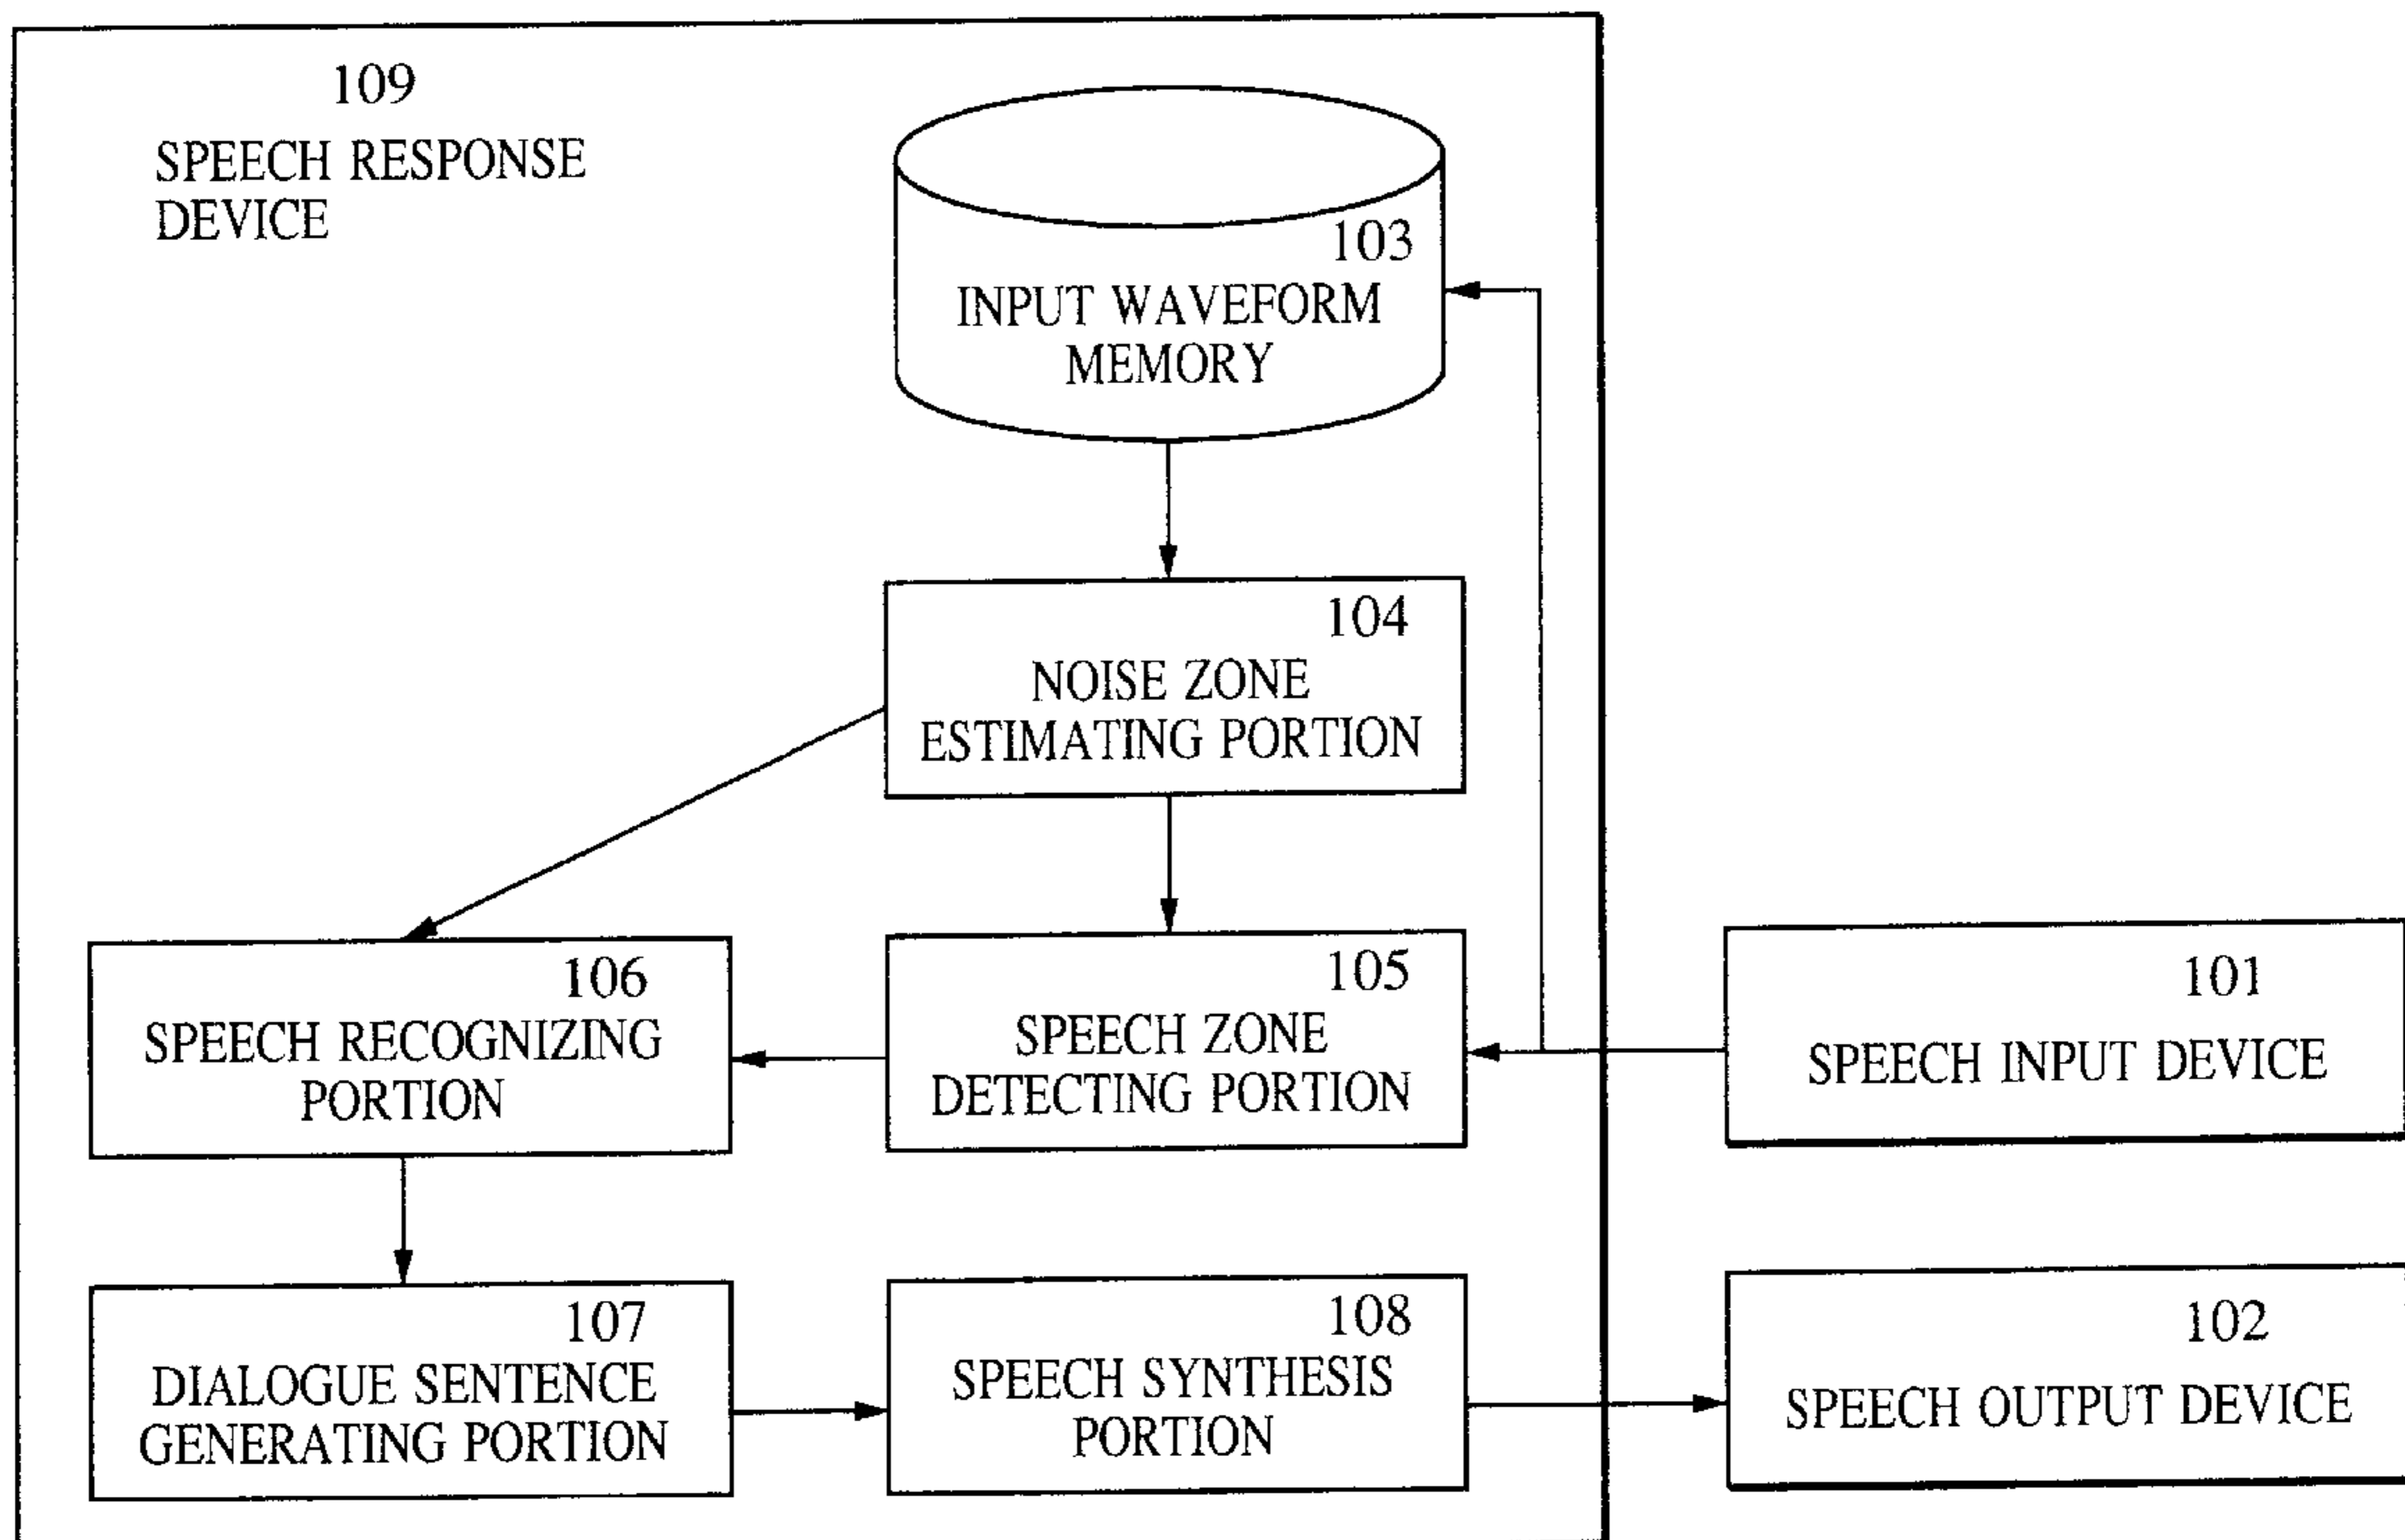 109
SPEECH RESPONSE
DEVICE
103
INPUT WAVEFORM
MEMORY
104
NOISE ZONE
ESTIMATING PORTION
106
SPEECH RECOGNIZING
PORTION
105
SPEECH ZONE
DETECTING PORTION
101
SPEECH INPUT DEVICE
107
DIALOGUE SENTENCE
GENERATING PORTION
108
SPEECH SYNTHESIS
PORTION
102
SPEECH OUTPUT DEVICE